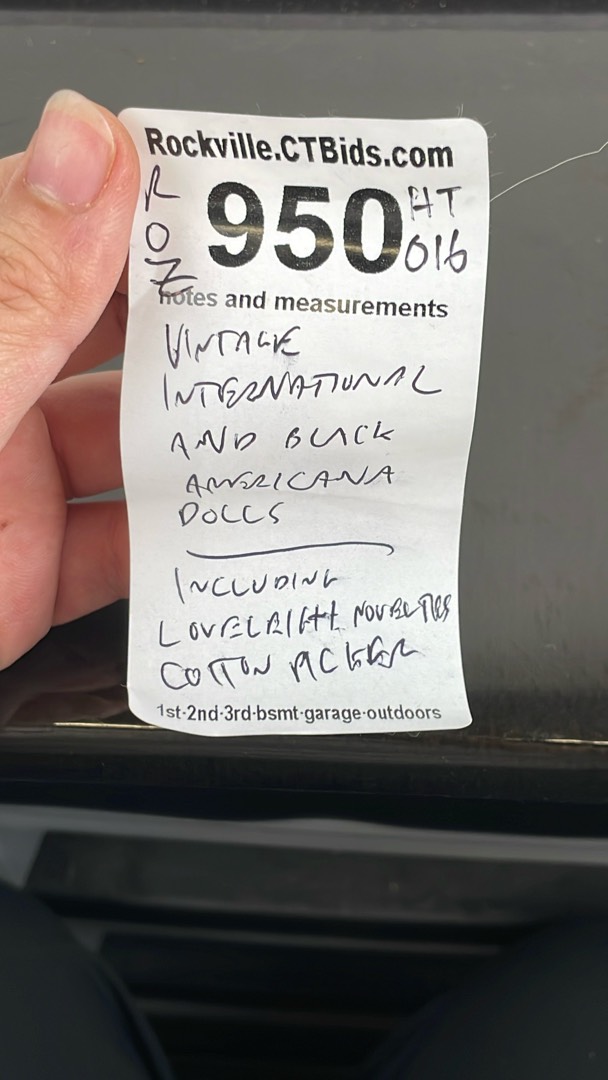 Rockville.CTBids.com
ROZ
950
HT
016
notes and measurements
VINTAGE
INTERNATIONAL
AND BLACK
AMERICANA
DOLLS
INCLUDING
LOVELEIGH NOVELTIES
COTTON PICKER
1st-2nd-3rd-bsmt-garage-outdoors